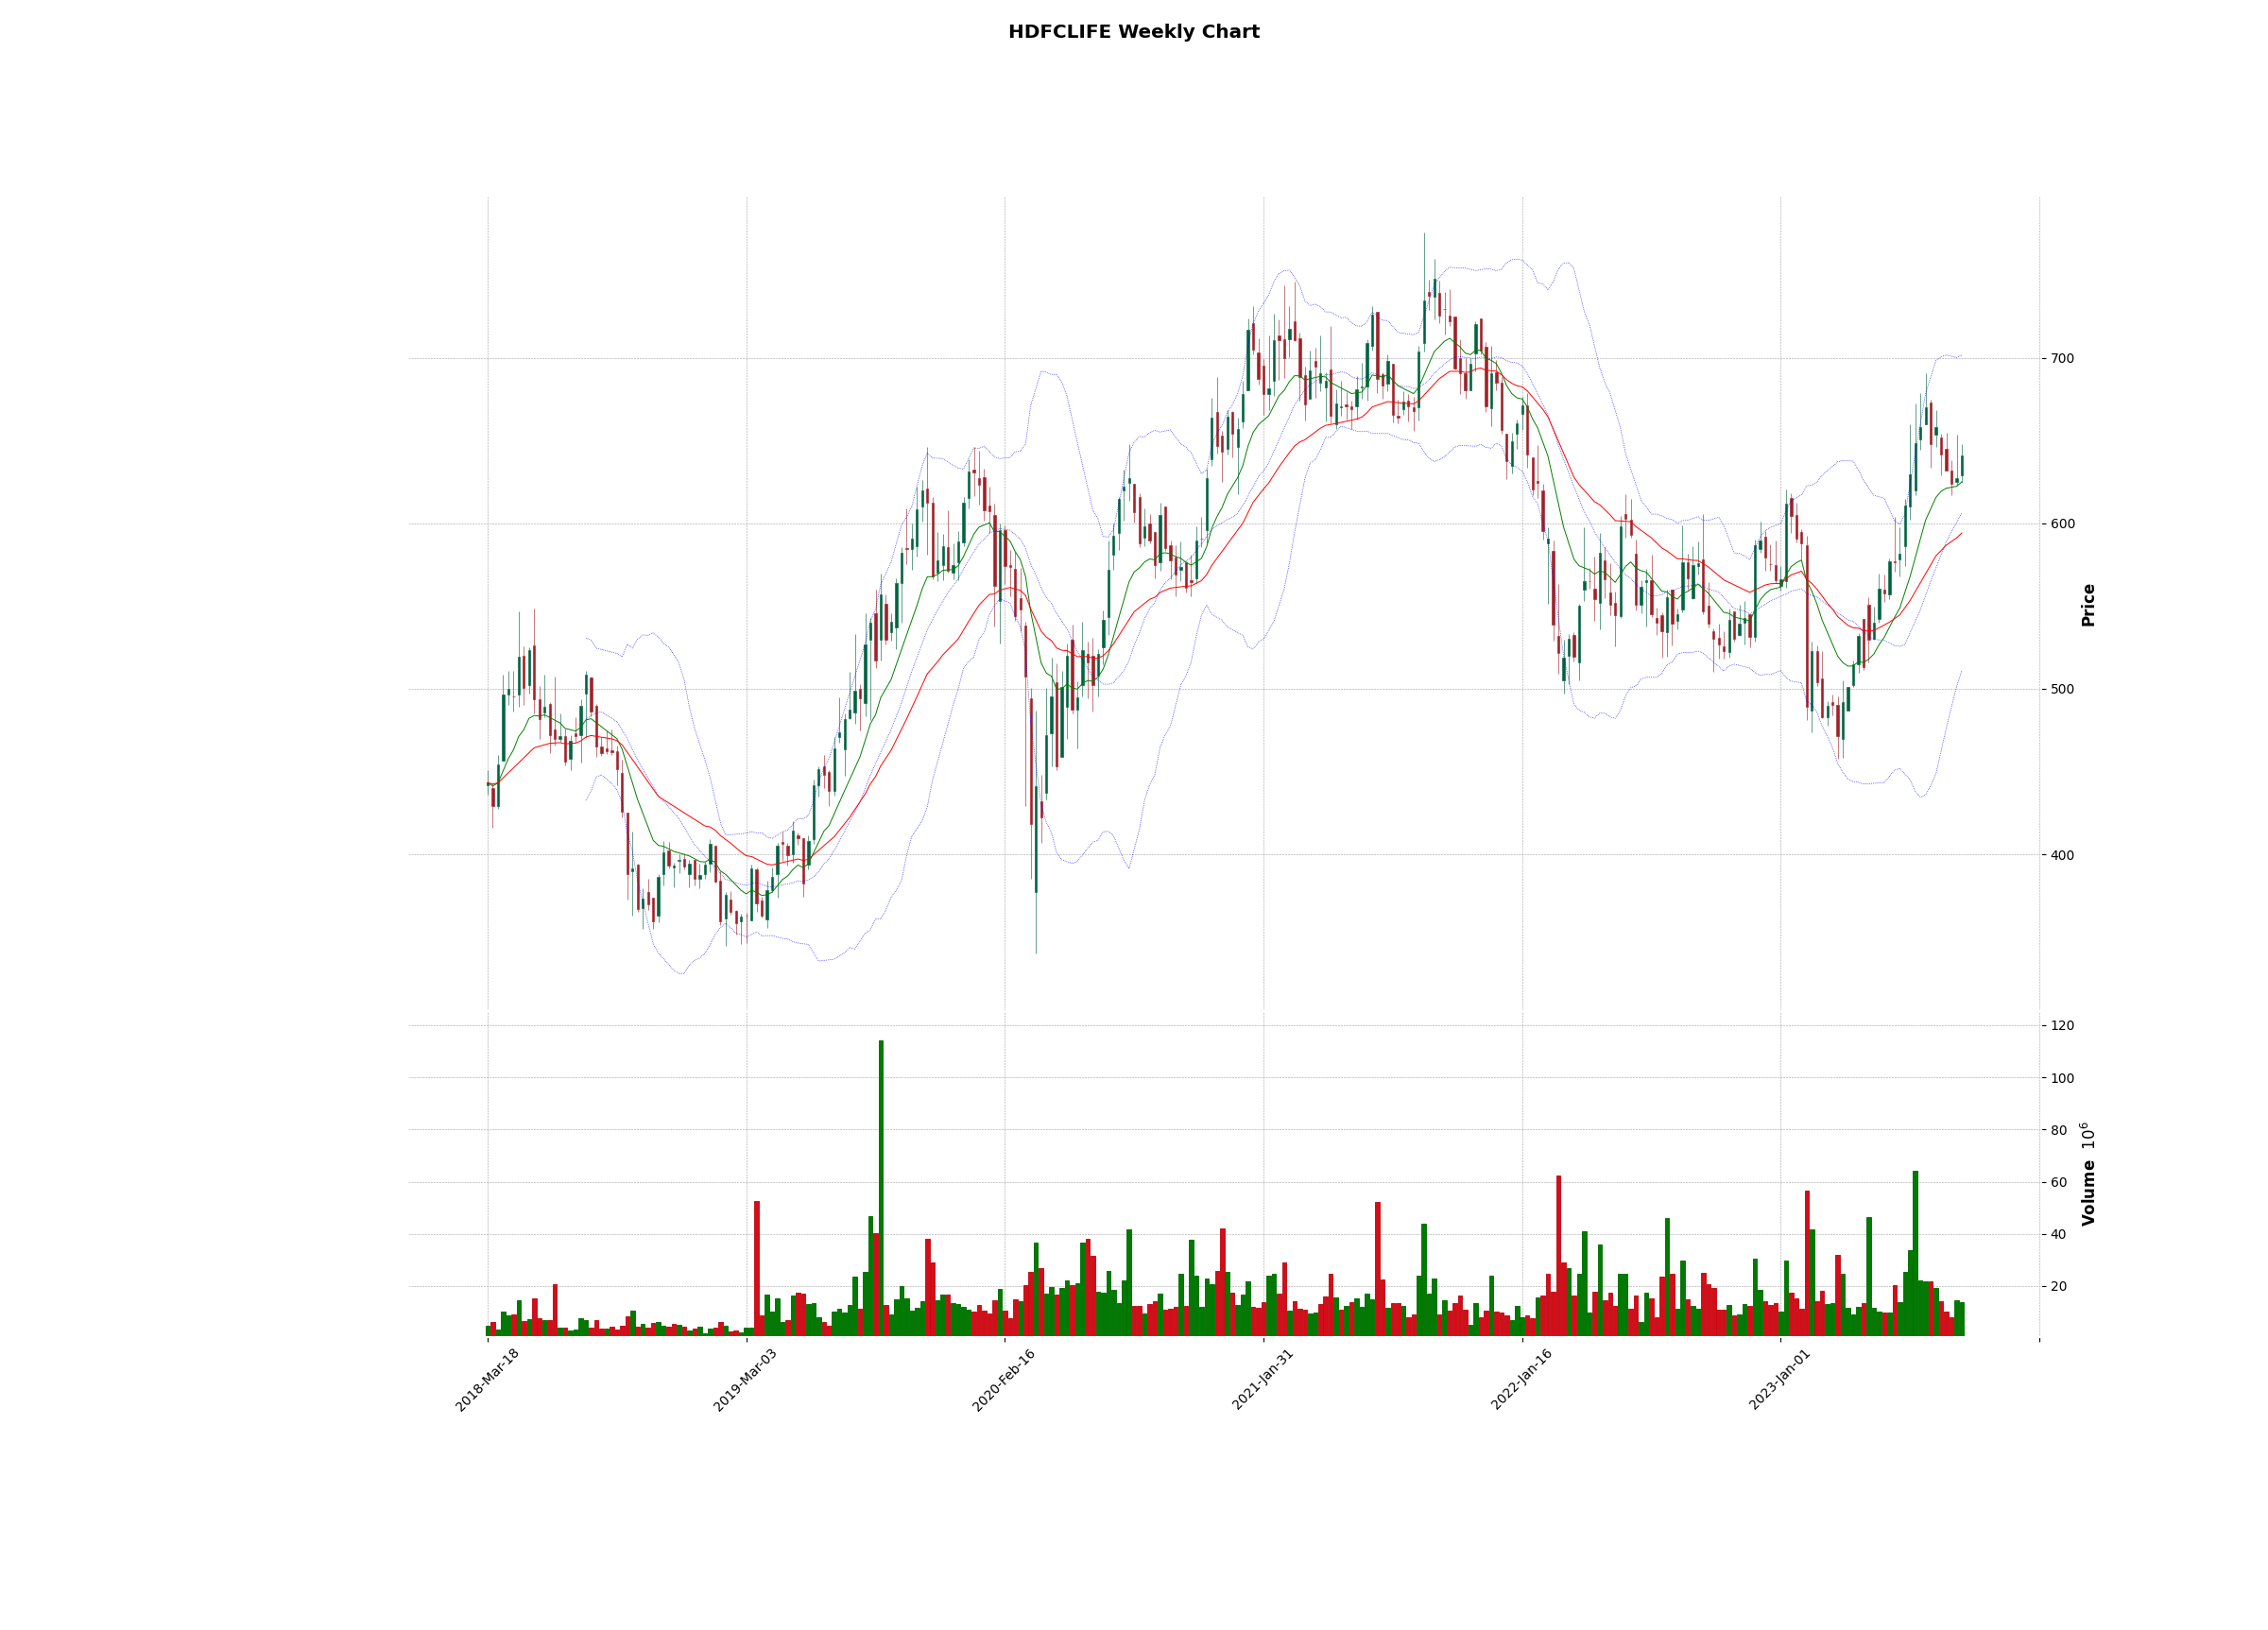 HDFCLIFE Weekly Chart
700
600
500
400
Price
120
100
80
60
40
20
Volume 10^6
2018-Mar-18
2019-Mar-03
2020-Feb-16
2021-Jan-31
2022-Jan-16
2023-Jan-01